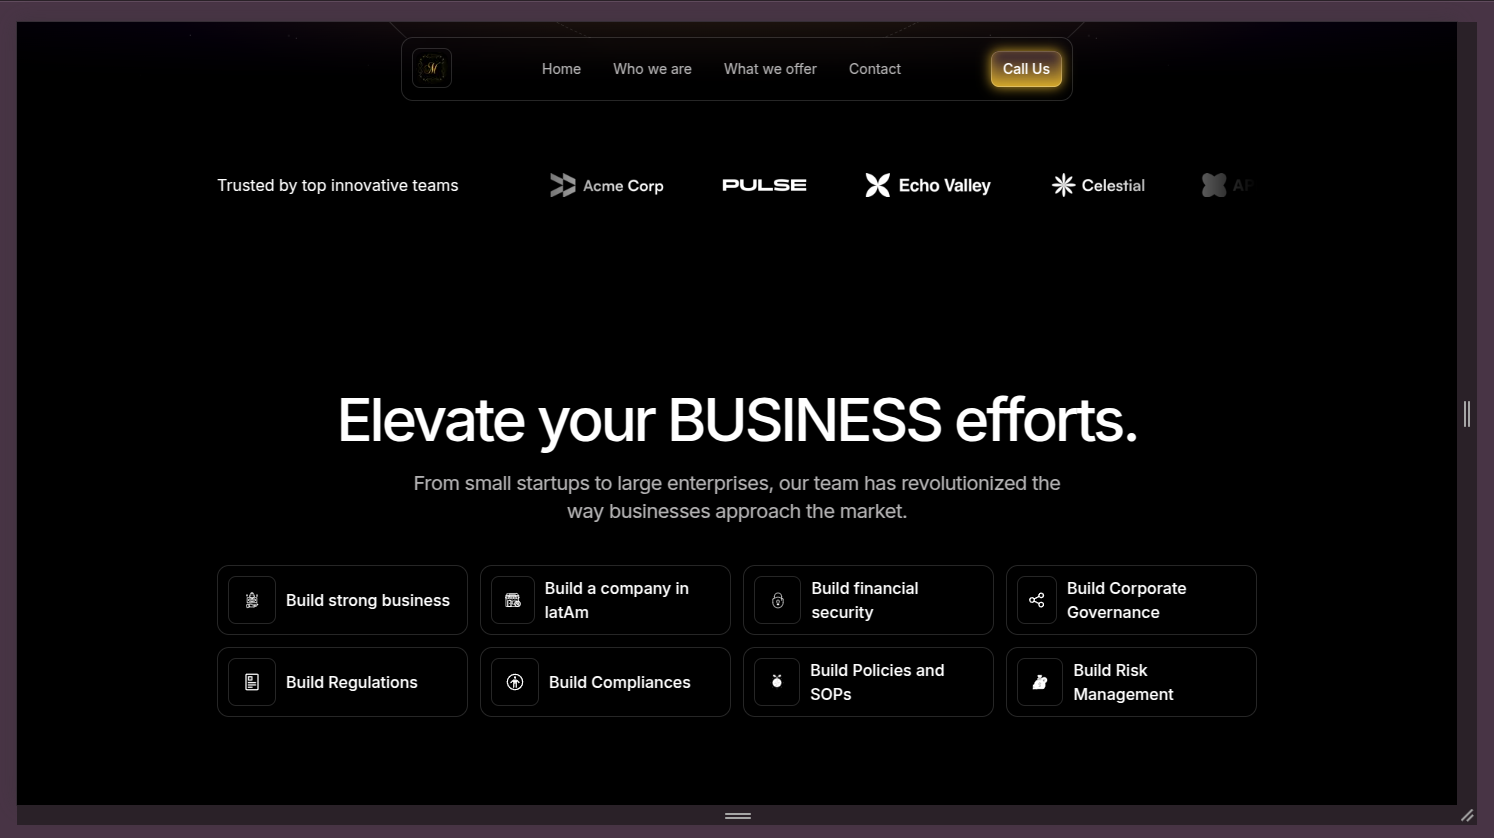 M
Home Who we are What we offer Contact Call Us
Trusted by top innovative teams Acme Corp PULSE Echo Valley Celestial
Elevate your BUSINESS efforts.
From small startups to large enterprises, our team has revolutionized the
way businesses approach the market.
Build strong business
Build a company in
latAm
Build financial
security
Build Corporate
Governance
Build Regulations
Build Compliances
Build Policies and
SOPs
Build Risk
Management